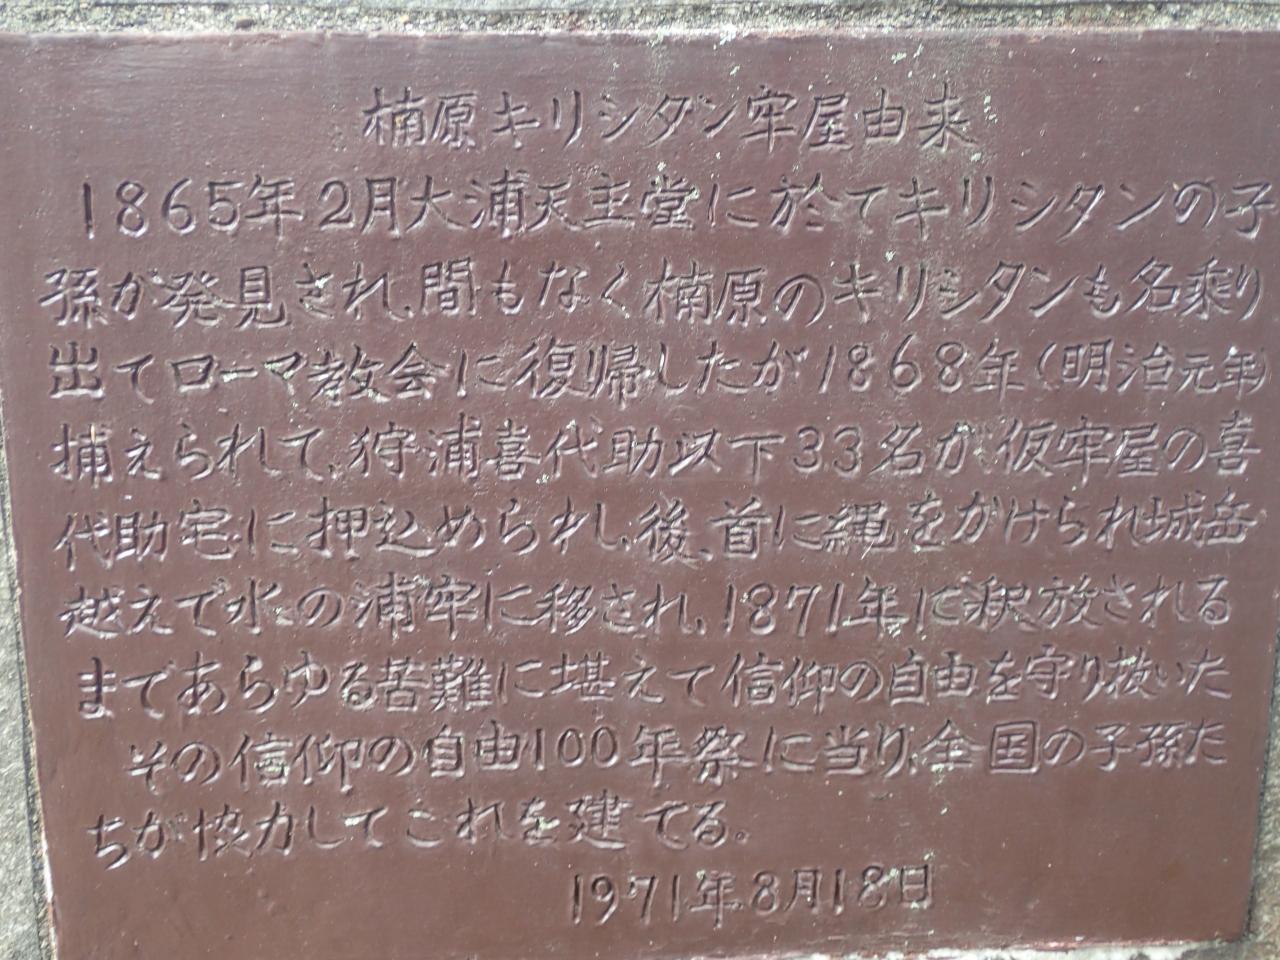 楠原キリシダン牢屋由来
1865年2月大浦天主堂に於てキリシタンの子
孫が発見され、間もなく楠原のキリシタンも名乗り
出てローマ教会に復帰したが1868年(明治元年)
捕えられて、狩浦喜代助以下33名が仮牢屋の喜
代助宅に押込められ、後、首に縄をかけられ城岳
越えで水の浦牢に移され、1871年に釈放される
まであらゆる苦難に堪えて信仰の自由を守り抜いた
その信仰の自由100年祭に当り、全国の子孫た
ちが協力してこれを建てる。
1971年8月18日